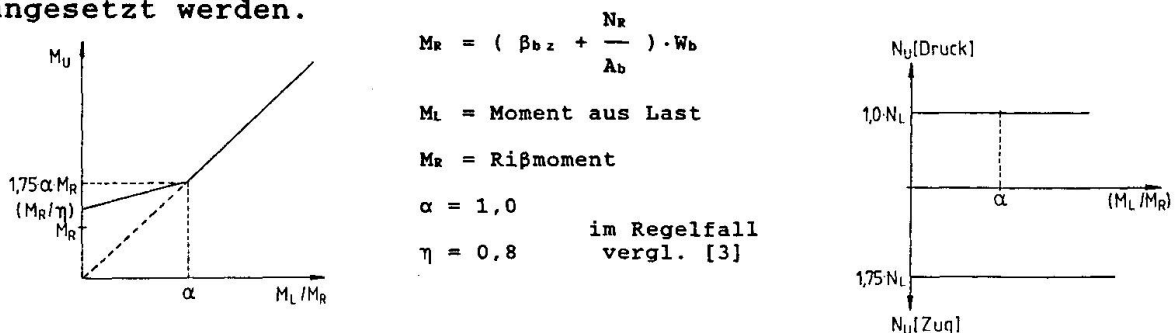 angesetzt werden.
M_U
1,75·α·M_R
(M_R/η)
M_R
α
M_L/M_R
M_R = ( β_bz + N_R / A_b )·W_b
M_L = Moment aus Last
M_R = Rißmoment
α = 1,0
im Regelfall
η = 0,8 vergl. [3]
N_U[Druck]
1,0·N_L
α
(M_L/M_R)
1,75·N_L
N_U[Zug]